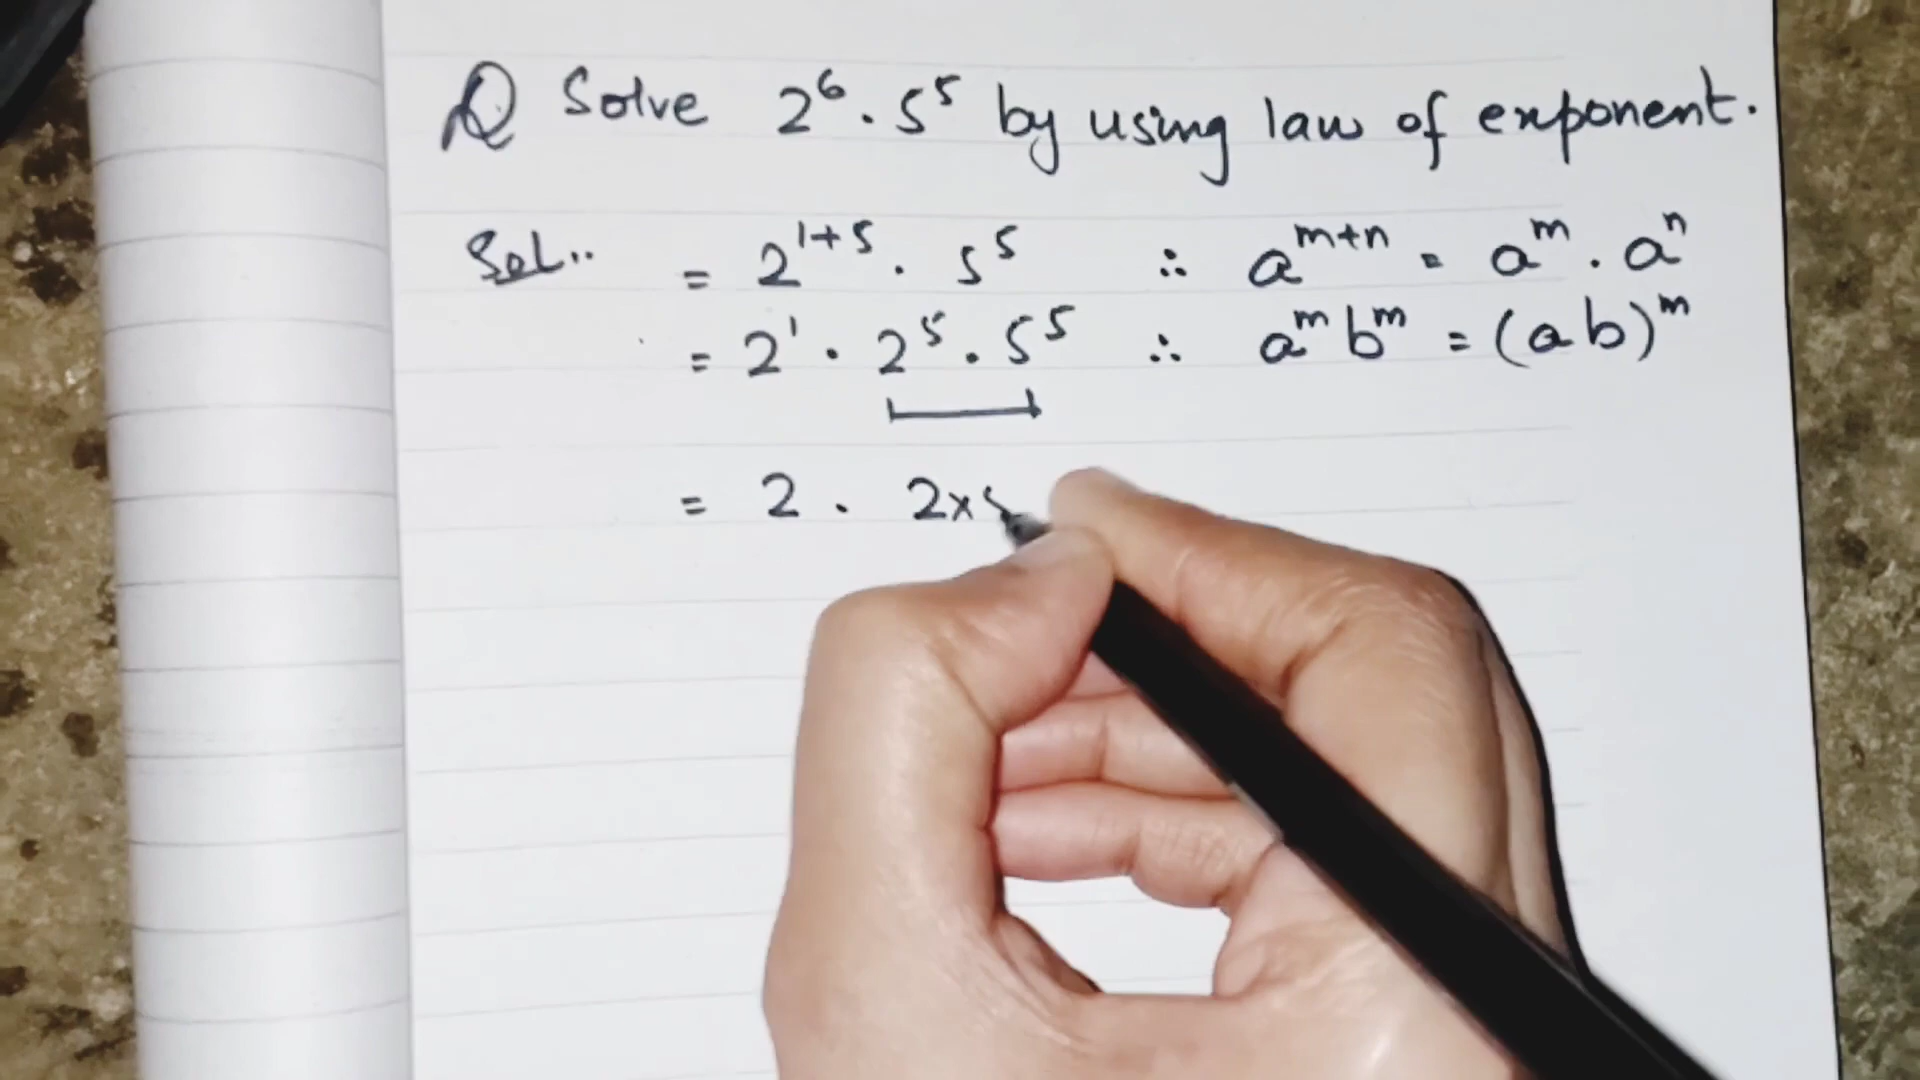 Q Solve 2⁶ · 5⁵ by using law of exponent.
Sol.. = 2¹⁺⁵ · 5⁵ ∴ aᵐ⁺ⁿ = aᵐ · aⁿ
= 2¹ · 2⁵ · 5⁵ ∴ aᵐ bᵐ = (ab)ᵐ
= 2 · 2×